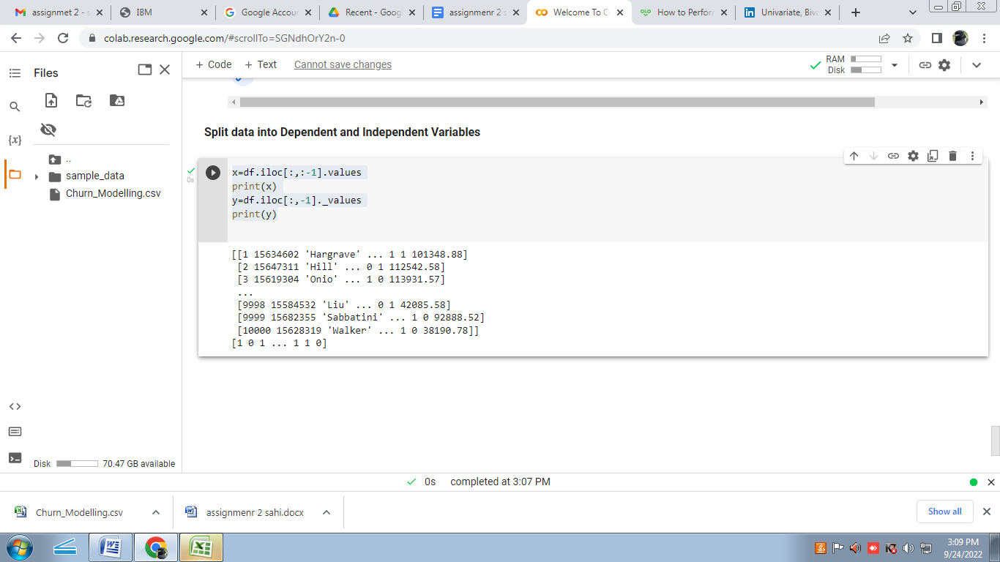 assignmet 2 - s
IBM
Google Accou
Recent - Goog
assignmenr 2 s
Welcome To C
How to Perforn
Univariate, Biva
colab.research.google.com/#scrollTo=SGNdhOrY2n-0
Files
+ Code + Text Cannot save changes
RAM
Disk
{x}
..
sample_data
Churn_Modelling.csv
Split data into Dependent and Independent Variables
0s
x=df.iloc[:,:-1].values
print(x)
y=df.iloc[:,-1]._values
print(y)
[[1 15634602 'Hargrave' ... 1 1 101348.88]
[2 15647311 'Hill' ... 0 1 112542.58]
[3 15619304 'Onio' ... 1 0 113931.57]
...
[9998 15584532 'Liu' ... 0 1 42085.58]
[9999 15682355 'Sabbatini' ... 1 0 92888.52]
[10000 15628319 'Walker' ... 1 0 38190.78]]
[1 0 1 ... 1 1 0]
Disk 70.47 GB available
0s completed at 3:07 PM
Churn_Modelling.csv
assignmenr 2 sahi.docx
Show all
3:09 PM
9/24/2022